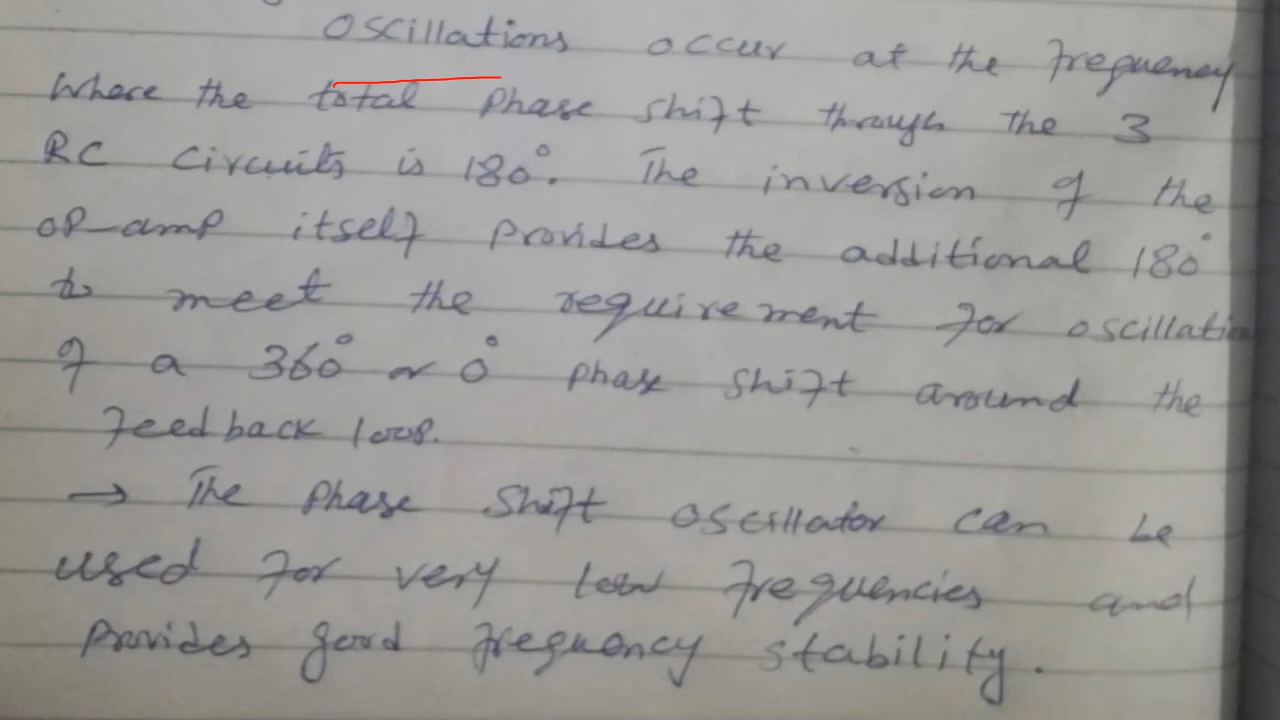 Oscillations occur at the frequency
where the total phase shift through the 3
RC circuits is 180°. The inversion of the
op-amp itself provides the additional 180°
to meet the requirement for oscillation
of a 360° or 0° phase shift around the
feedback loop.
→ The phase shift oscillator can be
used for very low frequencies and
provides good frequency stability.